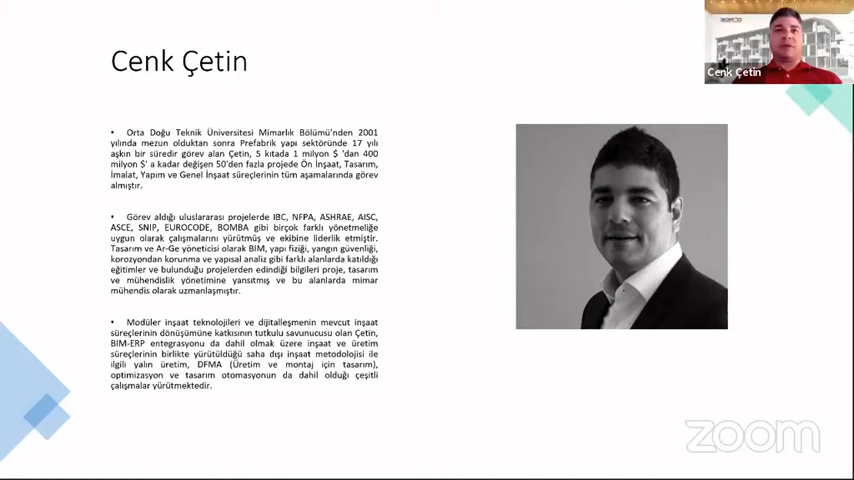 Cenk Çetin
Cenk Çetin
• Orta Doğu Teknik Üniversitesi Mimarlık Bölümü'nden 2001
yılında mezun olduktan sonra Prefabrik yapı sektöründe 17 yılı
aşkın bir süredir görev alan Çetin, 5 kıtada 1 milyon $ 'dan 400
milyon $' a kadar değişen 50'den fazla projede Ön İnşaat, Tasarım,
İmalat, Yapım ve Genel İnşaat süreçlerinin tüm aşamalarında görev
almıştır.
• Görev aldığı uluslararası projelerde IBC, NFPA, ASHRAE, AISC,
ASCE, SNIP, EUROCODE, BOMBA gibi birçok farklı yönetmeliğe
uygun olarak çalışmalarını yürütmüş ve ekibine liderlik etmiştir.
Tasarım ve Ar-Ge yöneticisi olarak BIM, yapı fiziği, yangın güvenliği,
korozyondan korunma ve yapısal analiz gibi farklı alanlarda katıldığı
eğitimler ve bulunduğu projelerden edindiği bilgileri proje, tasarım
ve mühendislik yönetimine yansıtmış ve bu alanlarda mimar
mühendis olarak uzmanlaşmıştır.
• Modüler inşaat teknolojileri ve dijitalleşmenin mevcut inşaat
süreçlerinin dönüşümüne katkısının tutkulu savunucusu olan Çetin,
BIM-ERP entegrasyonu da dahil olmak üzere inşaat ve üretim
süreçlerinin birlikte yürütüldüğü saha dışı inşaat metodolojisi ile
ilgili yalın üretim, DFMA (Üretim ve montaj için tasarım),
optimizasyon ve tasarım otomasyonun da dahil olduğu çeşitli
çalışmalar yürütmektedir.
zoom